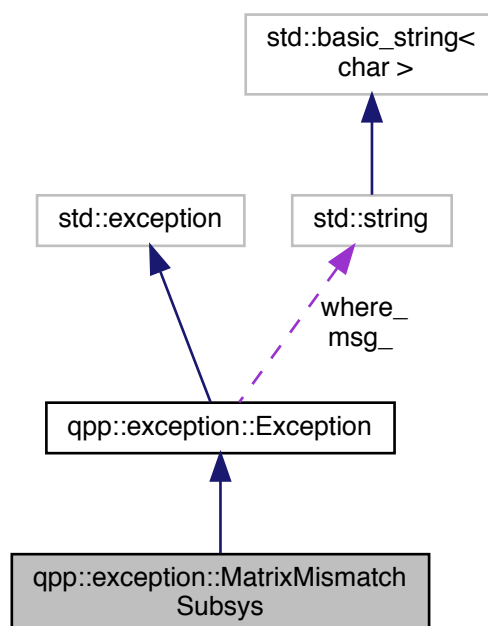 std::basic_string<
char >
std::exception
std::string
where_
msg_
qpp::exception::Exception
qpp::exception::MatrixMismatch
Subsys